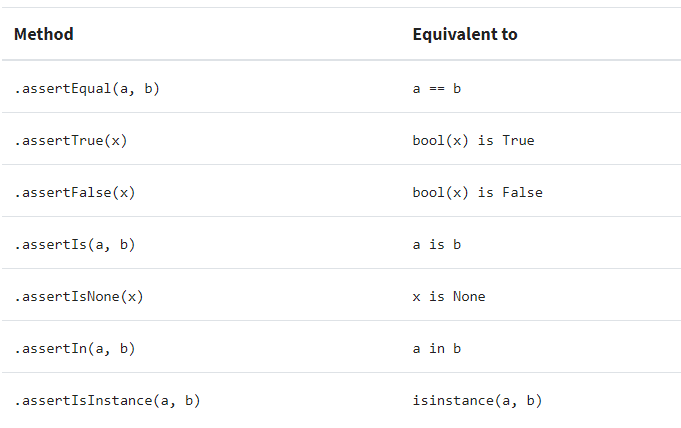 Method Equivalent to
.assertEqual(a, b) a == b
.assertTrue(x) bool(x) is True
.assertFalse(x) bool(x) is False
.assertIs(a, b) a is b
.assertIsNone(x) x is None
.assertIn(a, b) a in b
.assertIsInstance(a, b) isinstance(a, b)